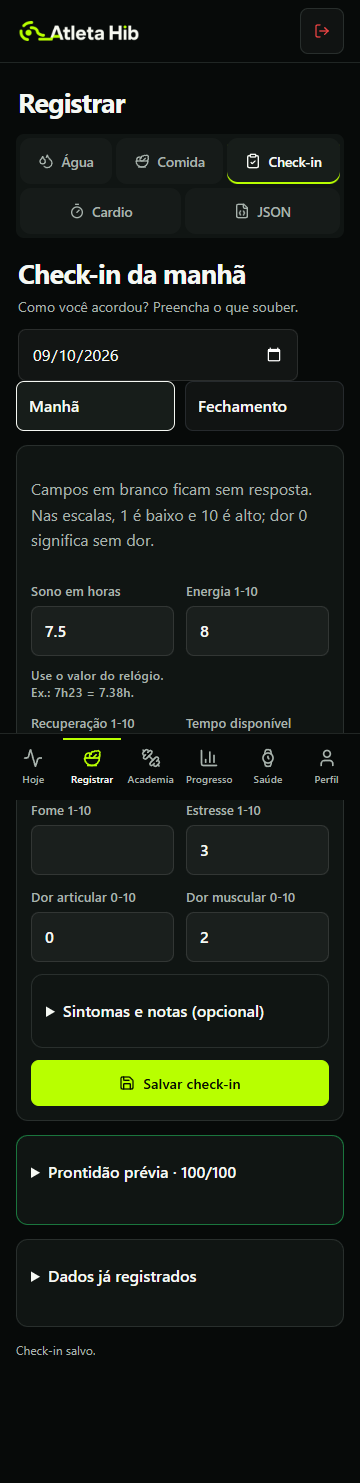 Atleta Hib
Registrar
Água
Comida
Check-in
Cardio
JSON
Check-in da manhã
Como você acordou? Preencha o que souber.
09/10/2026
Manhã
Fechamento
Campos em branco ficam sem resposta.
Nas escalas, 1 é baixo e 10 é alto; dor 0
significa sem dor.
Sono em horas
Energia 1-10
7.5
8
Use o valor do relógio.
Ex.: 7h23 = 7.38h.
Recuperação 1-10
Tempo disponível
Hoje
Registrar
Academia
Progresso
Saúde
Perfil
Fome 1-10
Estresse 1-10
3
Dor articular 0-10
Dor muscular 0-10
0
2
Sintomas e notas (opcional)
Salvar check-in
Prontidão prévia · 100/100
Dados já registrados
Check-in salvo.